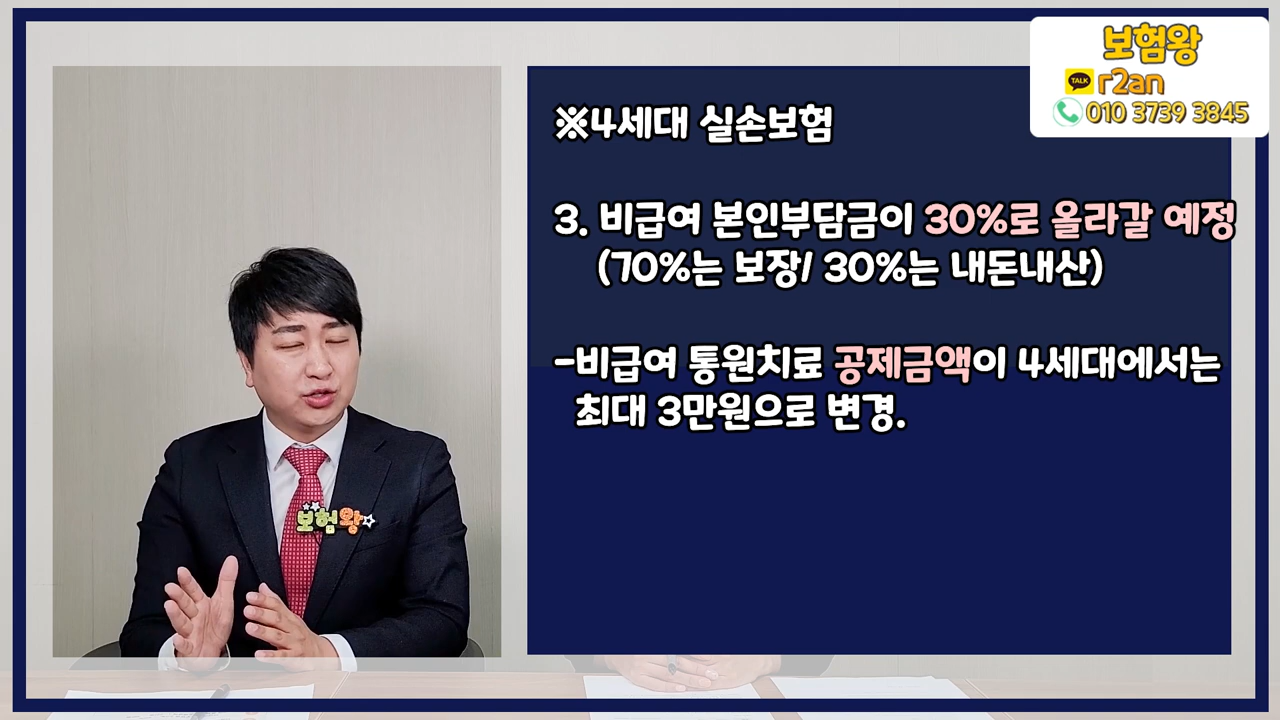 보험왕
TALK r2an
010 3739 3845
※4세대 실손보험
3. 비급여 본인부담금이 30%로 올라갈 예정
(70%는 보장/ 30%는 내돈내산)
-비급여 통원치료 공제금액이 4세대에서는
최대 3만원으로 변경.
보험왕